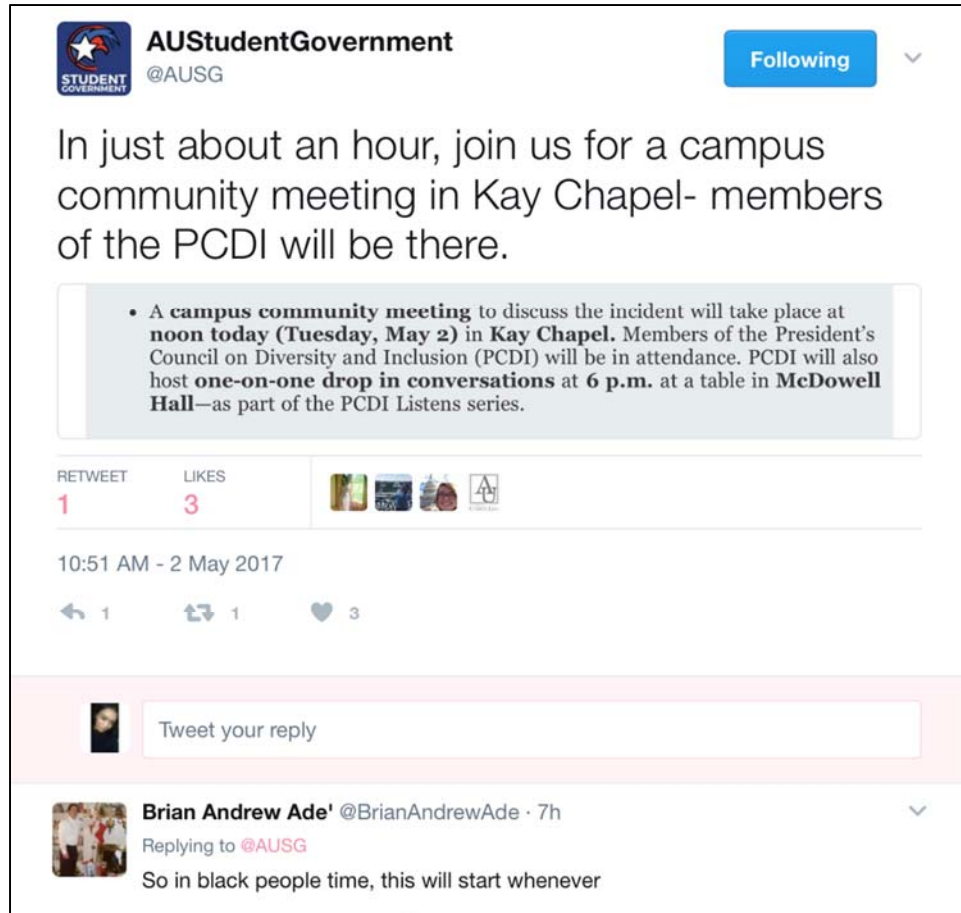 AUStudentGovernment
@AUSG
STUDENT
GOVERNMENT
Following
In just about an hour, join us for a campus
community meeting in Kay Chapel- members
of the PCDI will be there.
• A campus community meeting to discuss the incident will take place at
noon today (Tuesday, May 2) in Kay Chapel. Members of the President's
Council on Diversity and Inclusion (PCDI) will be in attendance. PCDI will also
host one-on-one drop in conversations at 6 p.m. at a table in McDowell
Hall—as part of the PCDI Listens series.
RETWEET LIKES
1 3
AU
10:51 AM - 2 May 2017
1 1 3
Tweet your reply
Brian Andrew Ade' @BrianAndrewAde · 7h
Replying to @AUSG
So in black people time, this will start whenever